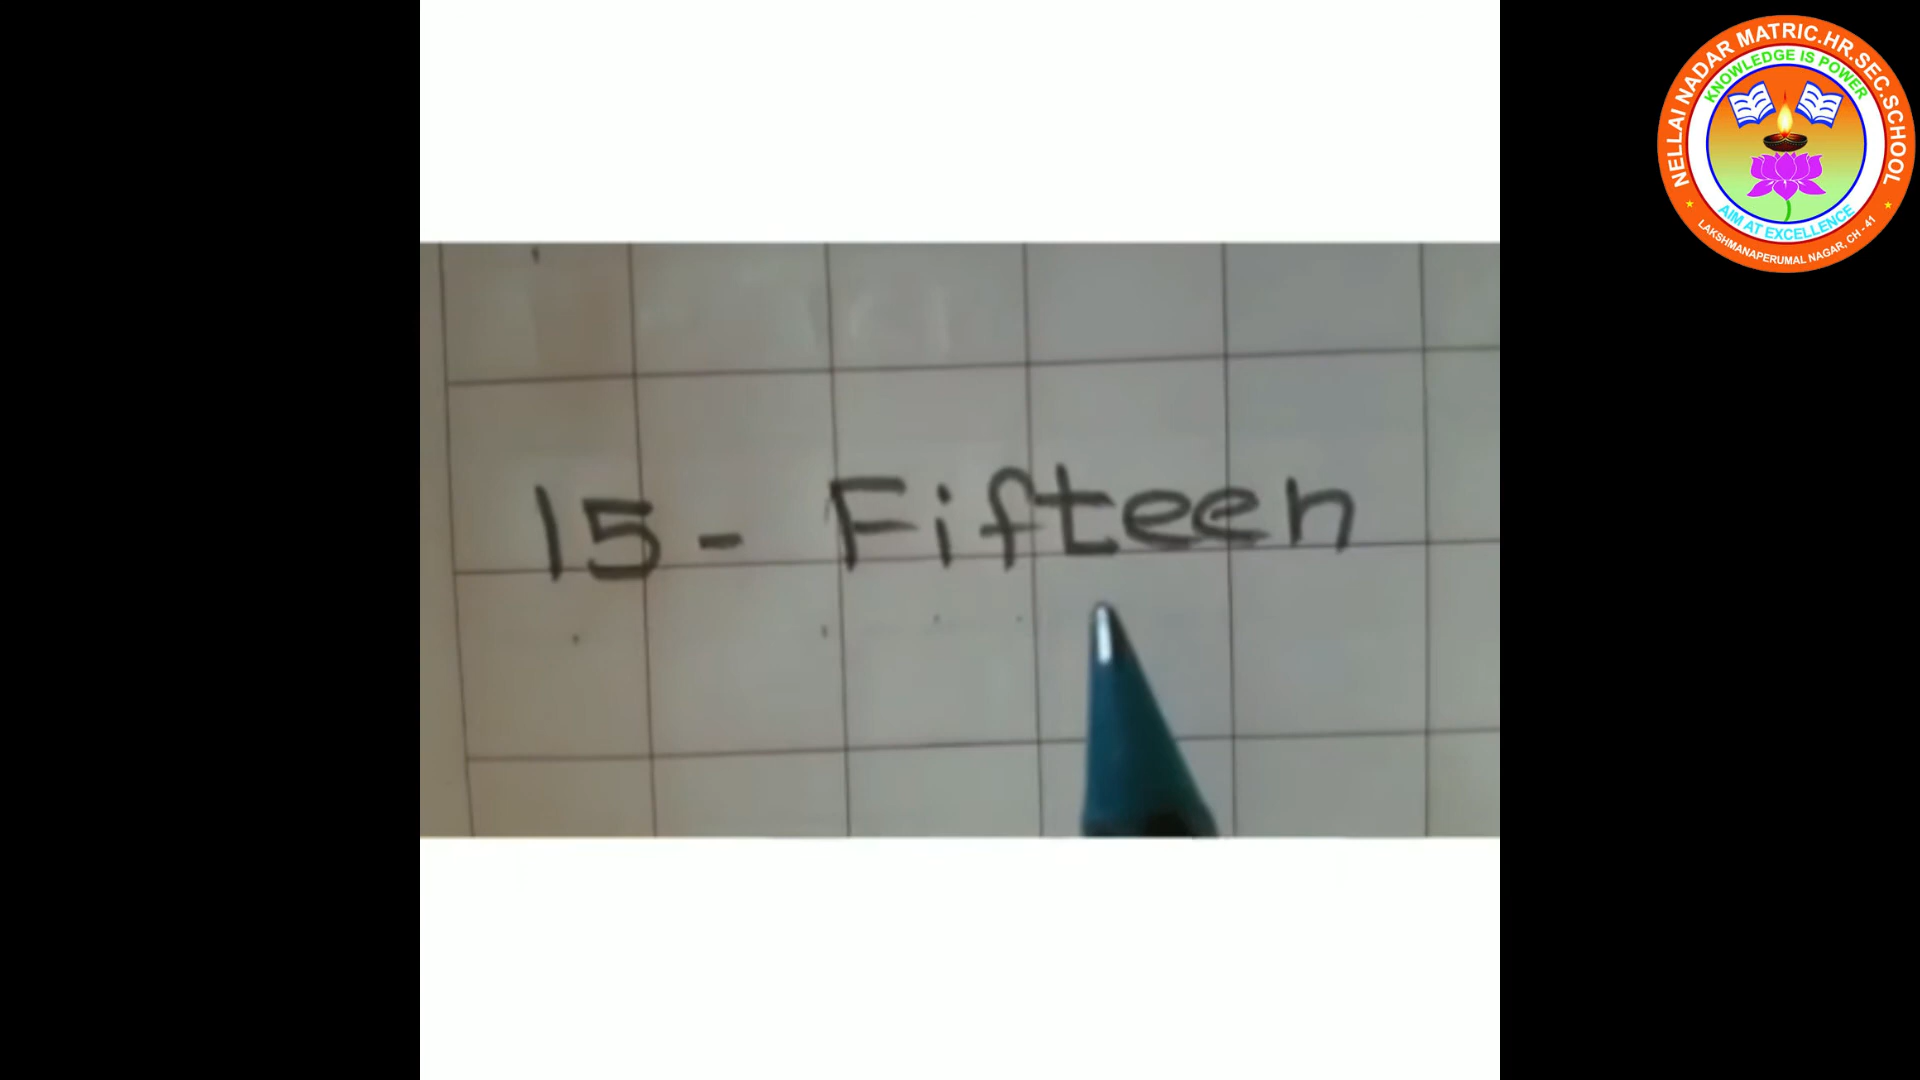 NELLAI NADAR MATRIC.HR.SEC.SCHOOL
KNOWLEDGE IS POWER
AIM AT EXCELLENCE
LAKSHMANAPERUMAL NAGAR, CH - 41
15 - Fifteen